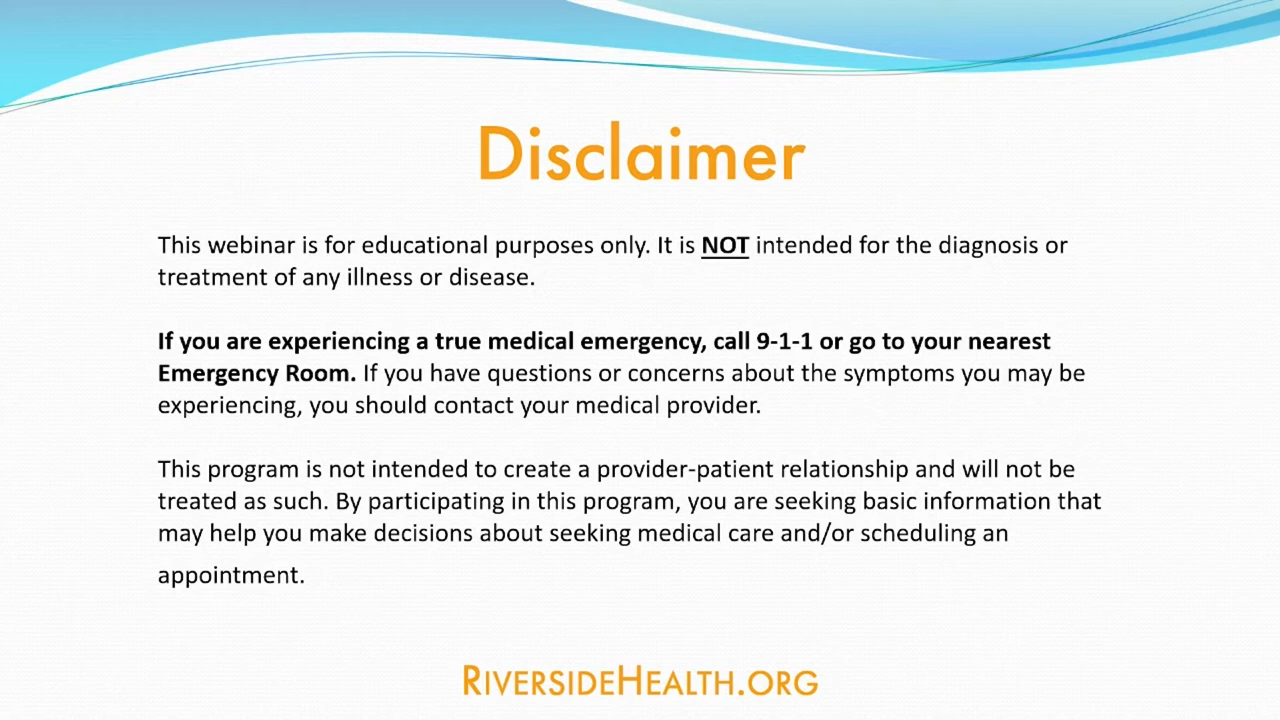 Disclaimer
This webinar is for educational purposes only. It is NOT intended for the diagnosis or
treatment of any illness or disease.
If you are experiencing a true medical emergency, call 9-1-1 or go to your nearest
Emergency Room. If you have questions or concerns about the symptoms you may be
experiencing, you should contact your medical provider.
This program is not intended to create a provider-patient relationship and will not be
treated as such. By participating in this program, you are seeking basic information that
may help you make decisions about seeking medical care and/or scheduling an
appointment.
RIVERSIDEHEALTH.ORG